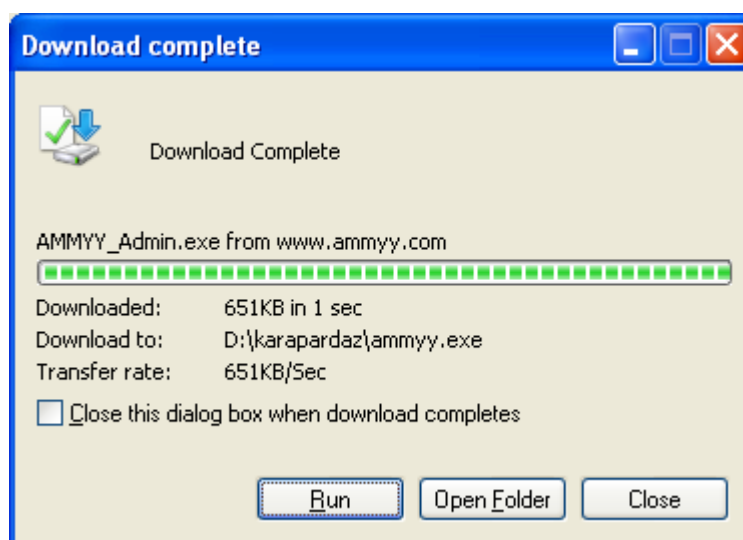 Download complete
Download Complete
AMMYY_Admin.exe from www.ammyy.com
Downloaded: 651KB in 1 sec
Download to: D:\karapardaz\ammyy.exe
Transfer rate: 651KB/Sec
Close this dialog box when download completes
Run Open Folder Close